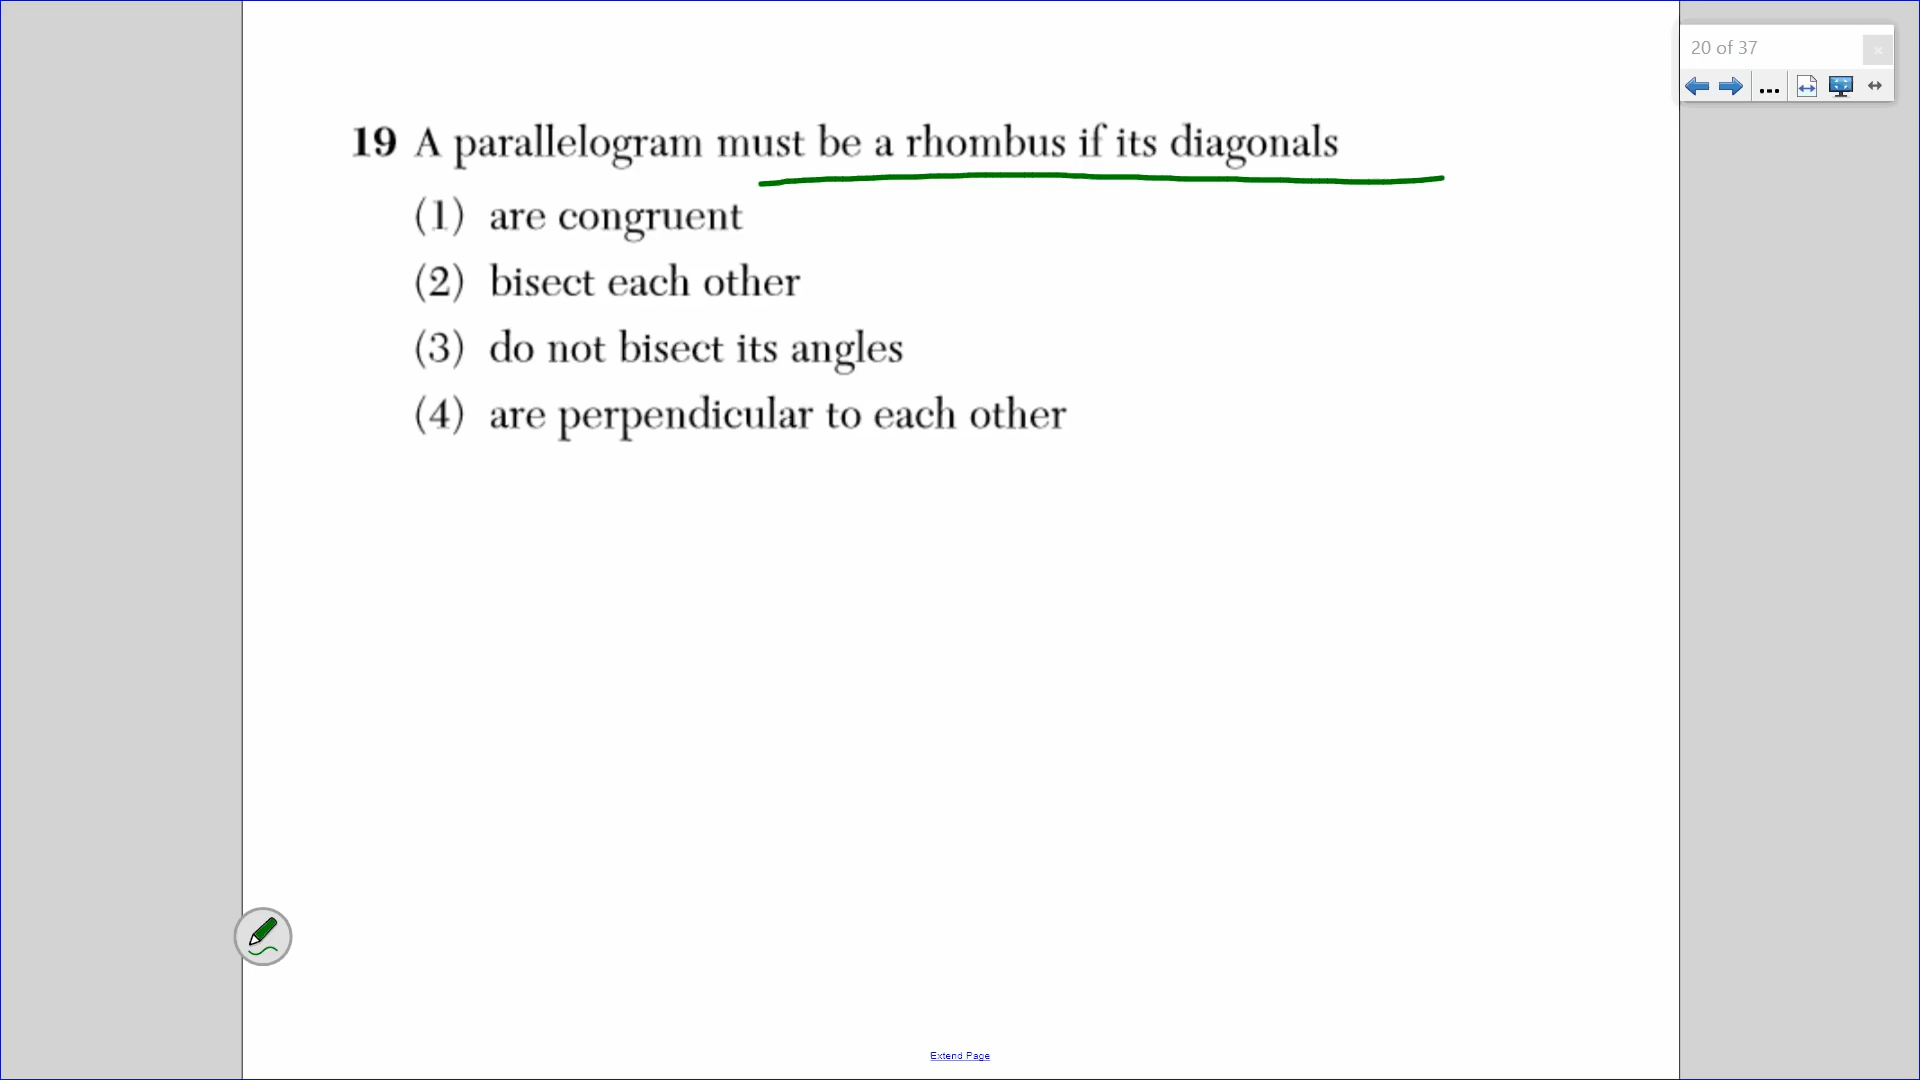 20 of 37
19 A parallelogram must be a rhombus if its diagonals
(1) are congruent
(2) bisect each other
(3) do not bisect its angles
(4) are perpendicular to each other
Extend Page